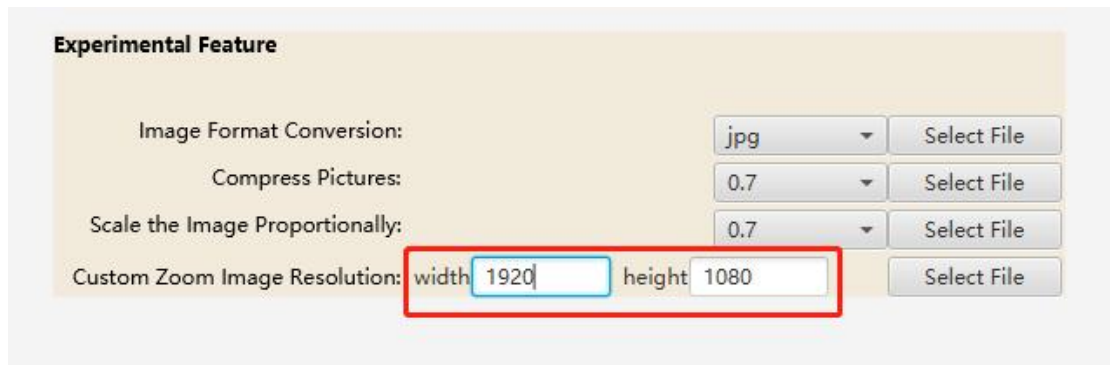 Experimental Feature
Image Format Conversion: jpg Select File
Compress Pictures: 0.7 Select File
Scale the Image Proportionally: 0.7 Select File
Custom Zoom Image Resolution: width 1920 height 1080 Select File